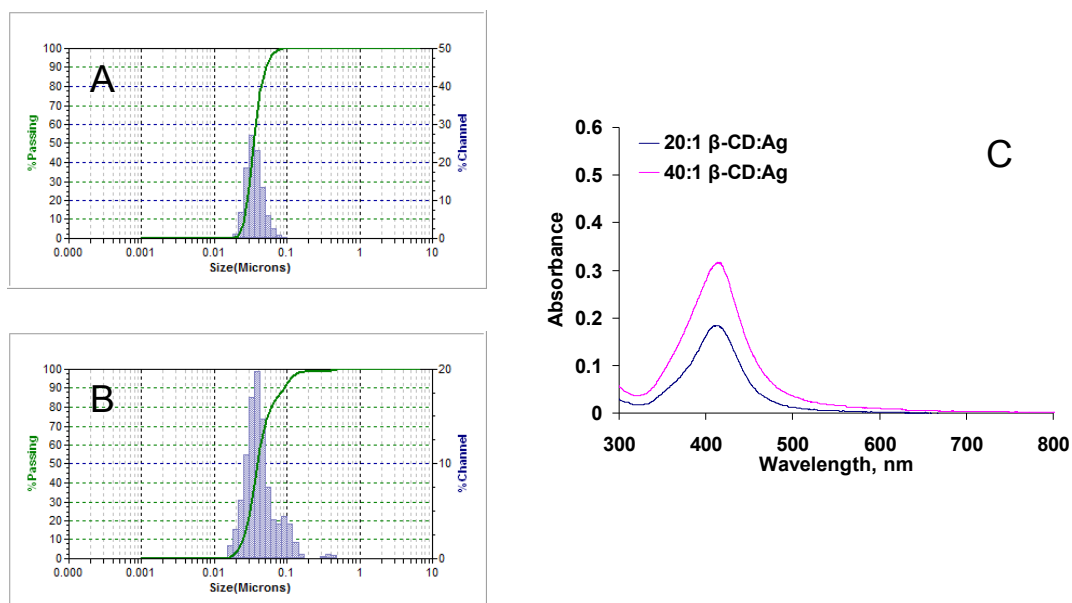 A
%Passing
100
90
80
70
60
50
40
30
20
10
0
50
40
30
20
10
0
%Channel
0.000 0.001 0.01 0.1 1 10
Size(Microns)
B
%Passing
100
90
80
70
60
50
40
30
20
10
0
20
10
0
%Channel
0.000 0.001 0.01 0.1 1 10
Size(Microns)
C
20:1 β-CD:Ag
40:1 β-CD:Ag
Absorbance
0.6
0.5
0.4
0.3
0.2
0.1
0
300 400 500 600 700 800
Wavelength, nm